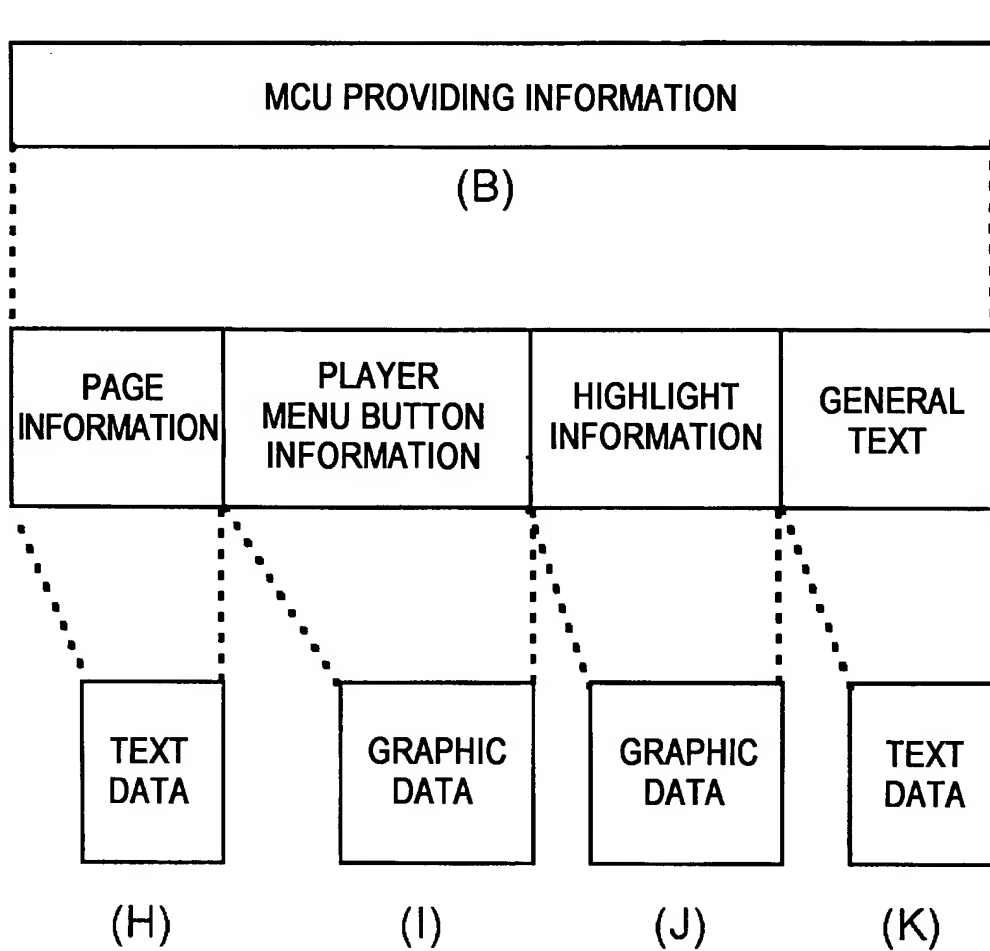 MCU PROVIDING INFORMATION
(B)
PAGE
INFORMATION
PLAYER
MENU BUTTON
INFORMATION
HIGHLIGHT
INFORMATION
GENERAL
TEXT
TEXT
DATA
GRAPHIC
DATA
GRAPHIC
DATA
TEXT
DATA
(H)
(I)
(J)
(K)